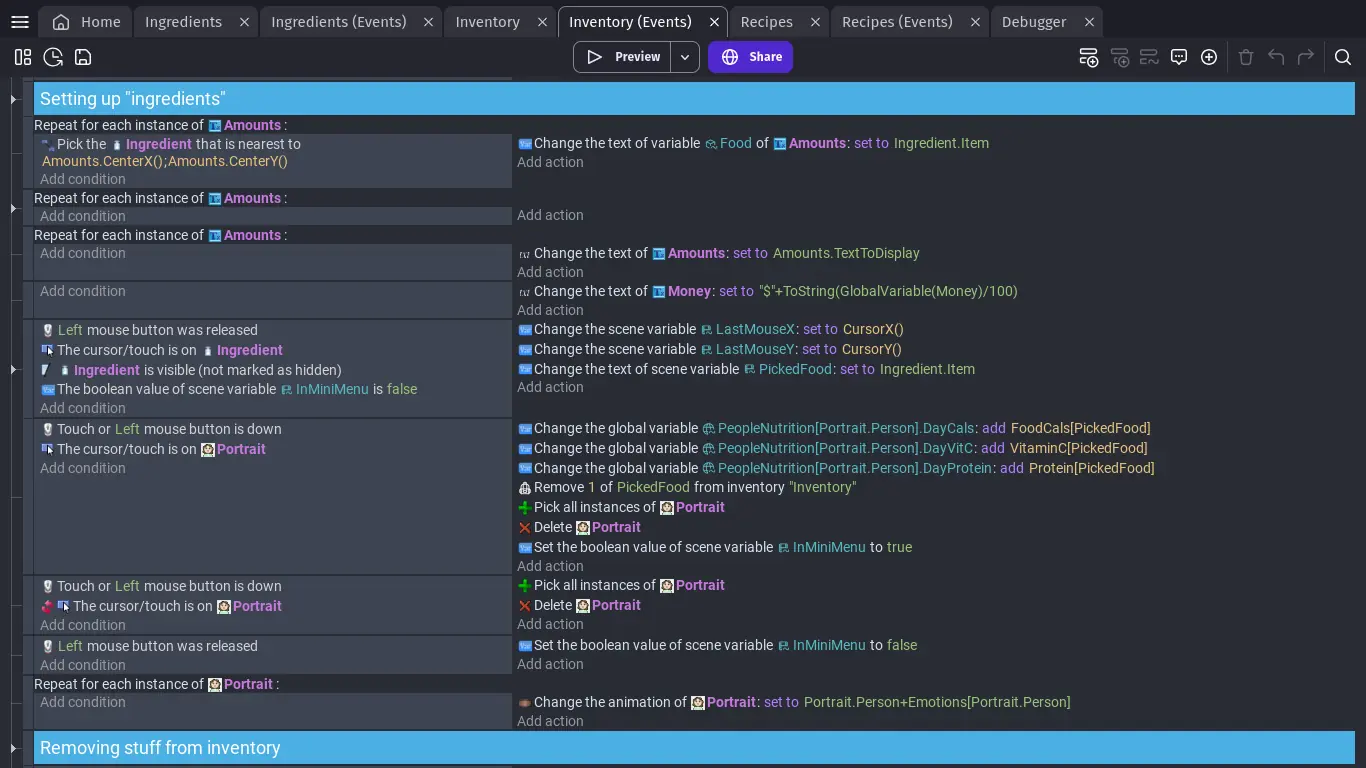 Home
Ingredients
Ingredients (Events)
Inventory
Inventory (Events)
Recipes
Recipes (Events)
Debugger
Preview
Share
Setting up "ingredients"
Repeat for each instance of Amounts :
Pick the Ingredient that is nearest to
Amounts.CenterX();Amounts.CenterY()
Add condition
Change the text of variable Food of Amounts: set to Ingredient.Item
Add action
Repeat for each instance of Amounts :
Add condition
Add action
Repeat for each instance of Amounts :
Add condition
Change the text of Amounts: set to Amounts.TextToDisplay
Add action
Add condition
Change the text of Money: set to "$"+ToString(GlobalVariable(Money)/100)
Add action
Left mouse button was released
The cursor/touch is on Ingredient
Ingredient is visible (not marked as hidden)
The boolean value of scene variable InMiniMenu is false
Add condition
Change the scene variable LastMouseX: set to CursorX()
Change the scene variable LastMouseY: set to CursorY()
Change the text of scene variable PickedFood: set to Ingredient.Item
Add action
Touch or Left mouse button is down
The cursor/touch is on Portrait
Add condition
Change the global variable PeopleNutrition[Portrait.Person].DayCals: add FoodCals[PickedFood]
Change the global variable PeopleNutrition[Portrait.Person].DayVitC: add VitaminC[PickedFood]
Change the global variable PeopleNutrition[Portrait.Person].DayProtein: add Protein[PickedFood]
Remove 1 of PickedFood from inventory "Inventory"
Pick all instances of Portrait
Delete Portrait
Set the boolean value of scene variable InMiniMenu to true
Add action
Touch or Left mouse button is down
The cursor/touch is on Portrait
Add condition
Pick all instances of Portrait
Delete Portrait
Add action
Left mouse button was released
Add condition
Set the boolean value of scene variable InMiniMenu to false
Add action
Repeat for each instance of Portrait :
Add condition
Change the animation of Portrait: set to Portrait.Person+Emotions[Portrait.Person]
Add action
Removing stuff from inventory